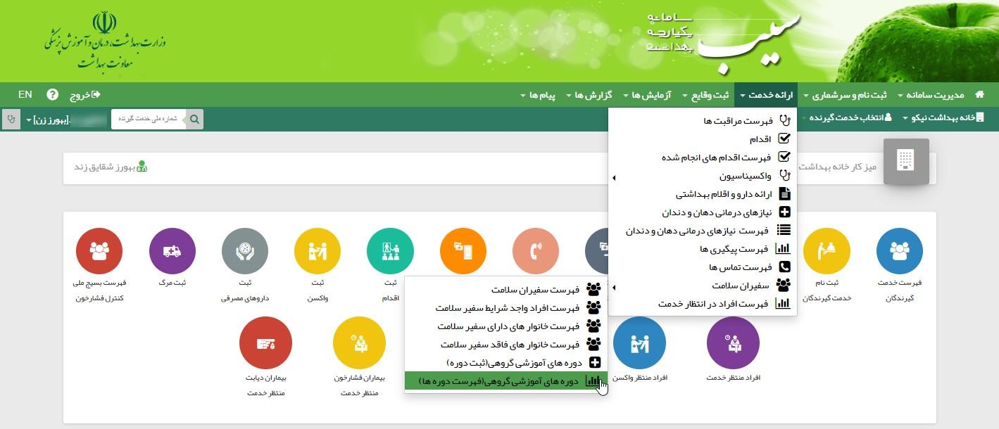 وزارت بهداشت، درمان و آموزش پزشکی
معاونت بهداشت
سامانه
یکپارچه
بهداشت
سیب
مدیریت سامانه
ثبت نام و سرشماری
ارائه خدمت
ثبت وقایع
آزمایش ها
گزارش ها
پیام ها
خروج
?
EN
خانه بهداشت نیکو
انتخاب خدمت گیرنده
شماره ملی خدمت گیرنده
[بهورز زن]
میز کار خانه بهداشت
بهورز شقایق زند
فهرست مراقبت ها
اقدام
فهرست اقدام های انجام شده
واکسیناسیون
ارائه دارو و اقلام بهداشتی
نیازهای درمانی دهان و دندان
فهرست نیازهای درمانی دهان و دندان
فهرست پیگیری ها
فهرست تماس ها
سفیران سلامت
فهرست افراد در انتظار خدمت
فهرست سفیران سلامت
فهرست افراد واجد شرایط سفیر سلامت
فهرست خانوار های دارای سفیر سلامت
فهرست خانوار های فاقد سفیر سلامت
دوره های آموزشی گروهی(ثبت دوره)
دوره های آموزشی گروهی(فهرست دوره ها)
فهرست خدمت
گیرندگان
ثبت نام
خدمت گیرندگان
ثبت
اقدام
ثبت
واکسن
ثبت
داروهای مصرفی
ثبت مرگ
فهرست بسیج ملی
کنترل فشارخون
افراد منتظر خدمت
افراد منتظر واکسن
بیماران فشارخون
منتظر خدمت
بیماران دیابت
منتظر خدمت